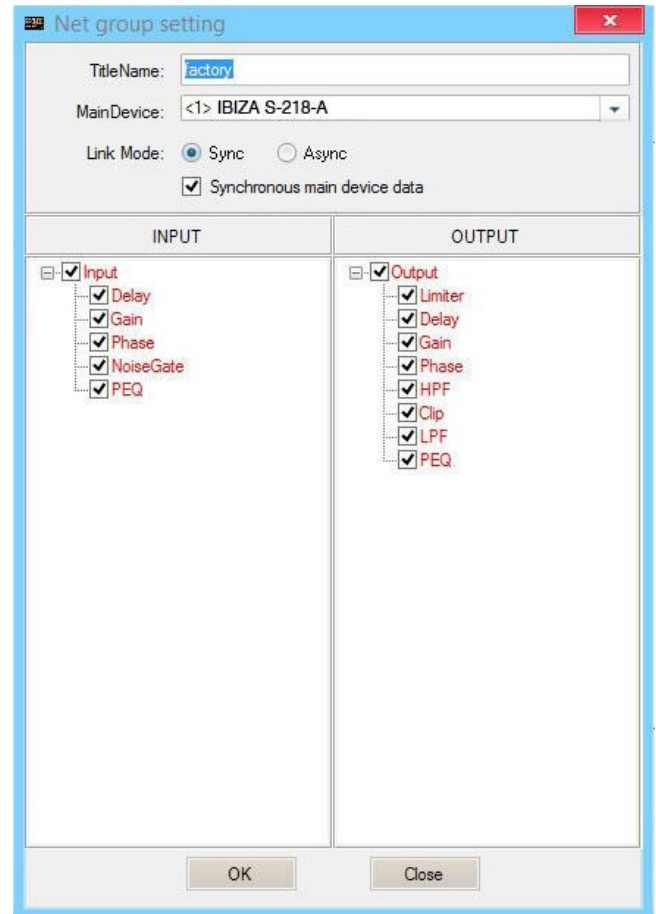 Net group setting
TitleName: factory
MainDevice: <1> IBIZA S-218-A
Link Mode: Sync Async
Synchronous main device data
INPUT
OUTPUT
Input
Delay
Gain
Phase
NoiseGate
PEQ
Output
Limiter
Delay
Gain
Phase
HPF
Clip
LPF
PEQ
OK
Close